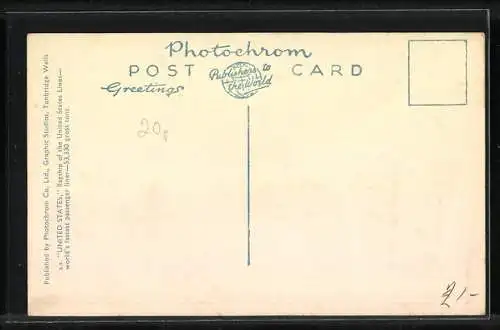 Photochrom
POST CARD
Publishers to
the World
Greetings
20
Published by Photochrom Co., Ltd., Graphic Studios, Tunbridge Wells
s.s. "UNITED STATES," flagship of the United States Lines—
world's fastest passenger liner—53,330 gross tons.
£1-